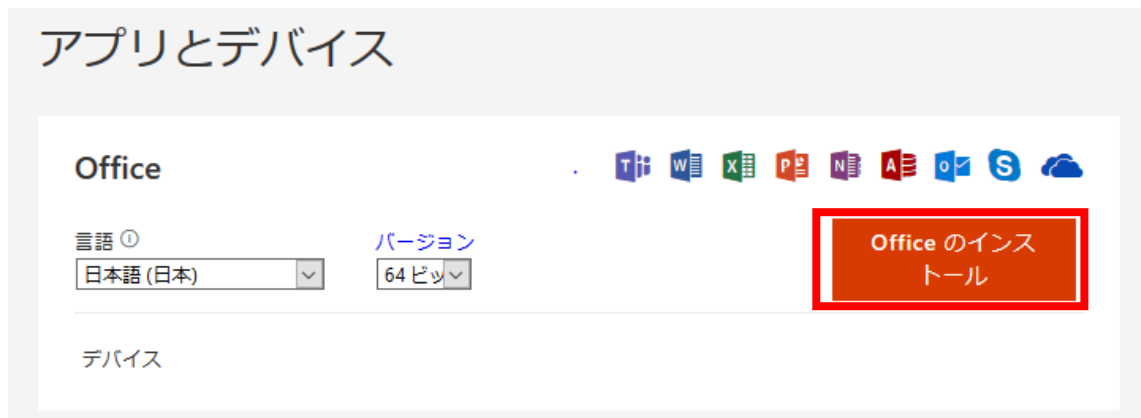 アプリとデバイス
Office
言語
バージョン
日本語 (日本)
64 ビッ
Office のインス
トール
デバイス